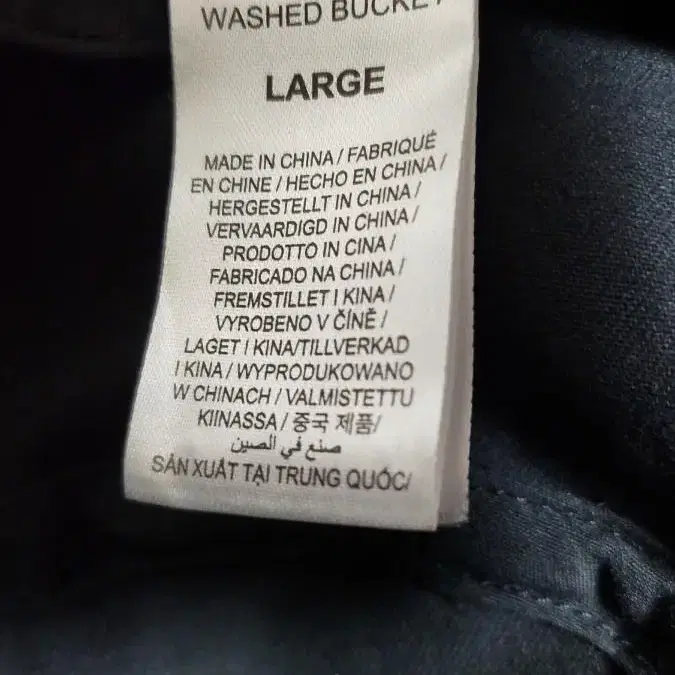 WASHED BUCKET
LARGE
MADE IN CHINA / FABRIQUÉ
EN CHINE / HECHO EN CHINA /
HERGESTELLT IN CHINA /
VERVAARDIGD IN CHINA /
PRODOTTO IN CINA /
FABRICADO NA CHINA /
FREMSTILLET I KINA /
VYROBENO V ČÍNĚ /
LAGET I KINA/TILLVERKAD
I KINA / WYPRODUKOWANO
W CHINACH / VALMISTETTU
KIINASSA / 중국 제품/
صنع في الصين
SẢN XUẤT TẠI TRUNG QUỐC/